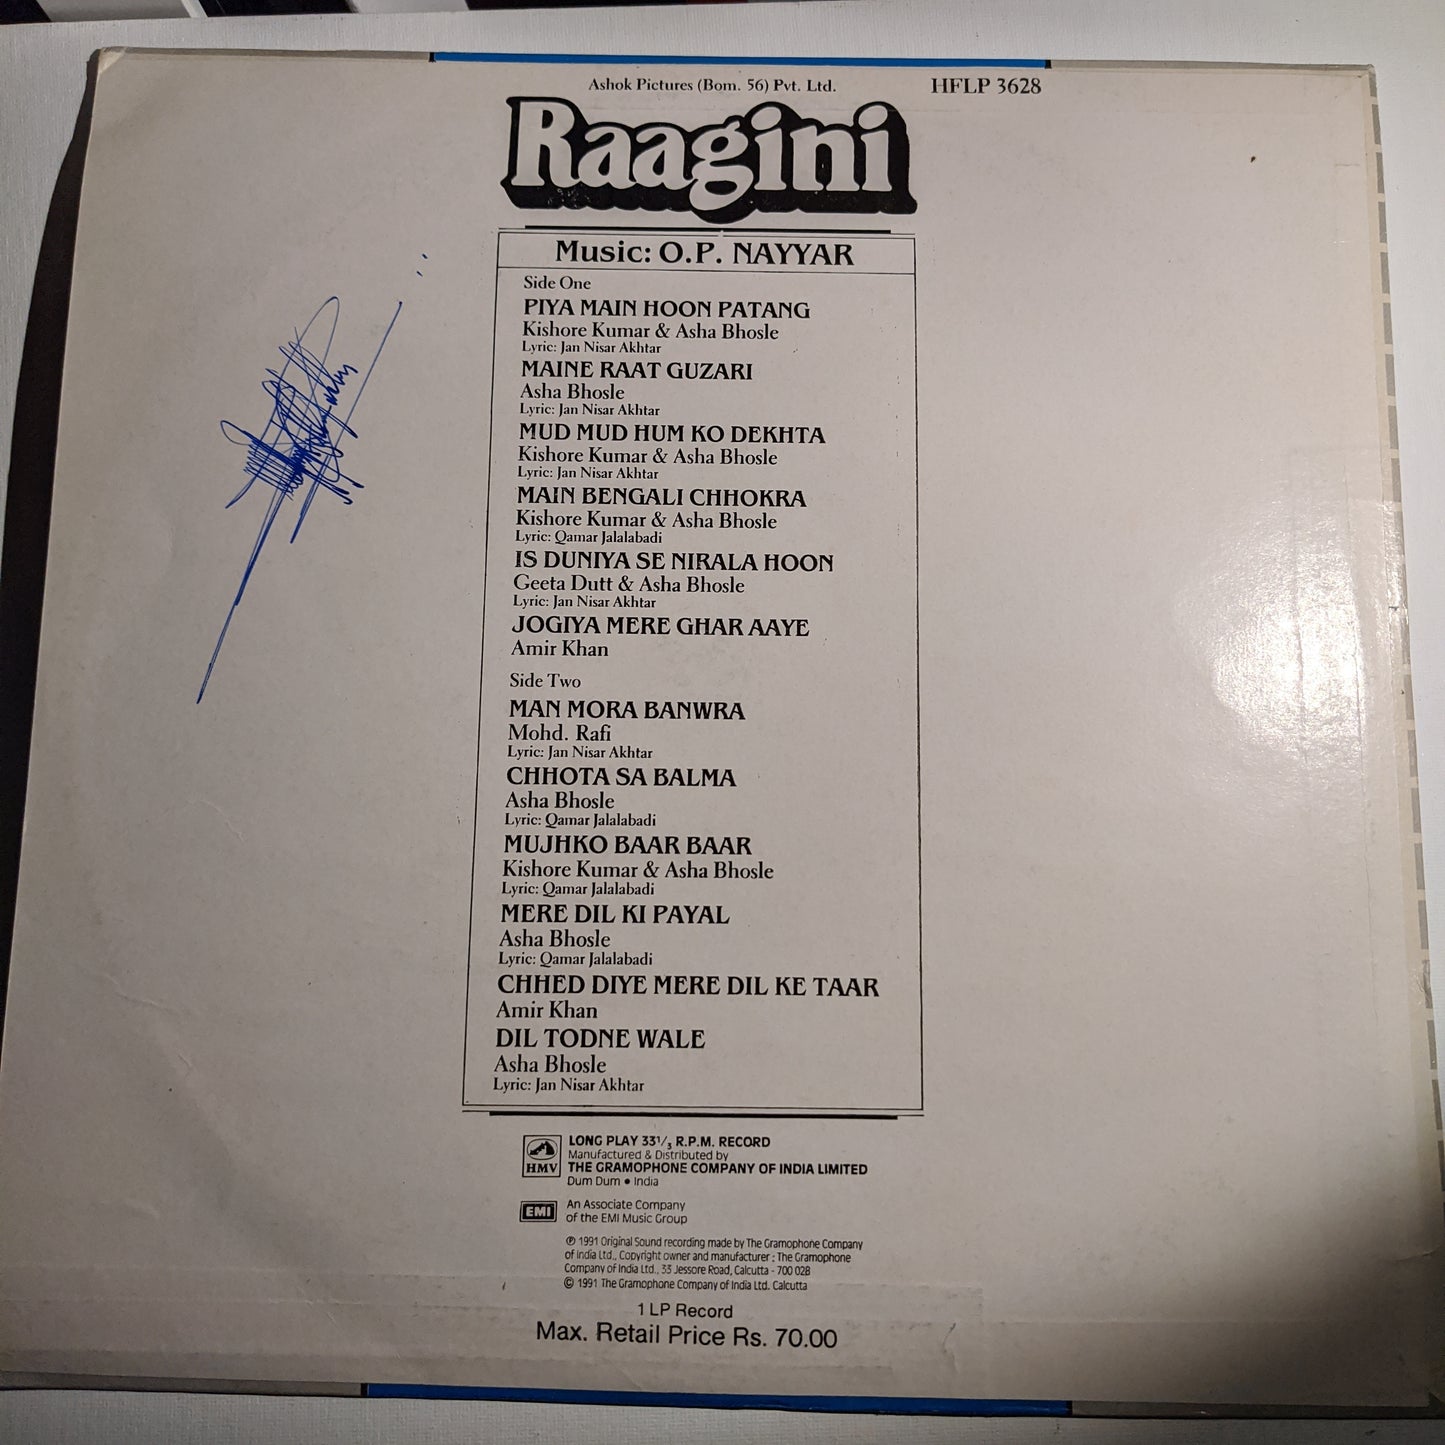 Ashok Pictures (Bom. 56) Pvt. Ltd.
HFLP 3628
Raagini
Music: O.P. NAYYAR
Side One
PIYA MAIN HOON PATANG
Kishore Kumar & Asha Bhosle
Lyric: Jan Nisar Akhtar
MAINE RAAT GUZARI
Asha Bhosle
Lyric: Jan Nisar Akhtar
MUD MUD HUM KO DEKHTA
Kishore Kumar & Asha Bhosle
Lyric: Jan Nisar Akhtar
MAIN BENGALI CHHOKRA
Kishore Kumar & Asha Bhosle
Lyric: Qamar Jalalabadi
IS DUNIYA SE NIRALA HOON
Geeta Dutt & Asha Bhosle
Lyric: Jan Nisar Akhtar
JOGIYA MERE GHAR AAYE
Amir Khan
Side Two
MAN MORA BANWRA
Mohd. Rafi
Lyric: Jan Nisar Akhtar
CHHOTA SA BALMA
Asha Bhosle
Lyric: Qamar Jalalabadi
MUJHKO BAAR BAAR
Kishore Kumar & Asha Bhosle
Lyric: Qamar Jalalabadi
MERE DIL KI PAYAL
Asha Bhosle
Lyric: Qamar Jalalabadi
CHHED DIYE MERE DIL KE TAAR
Amir Khan
DIL TODNE WALE
Asha Bhosle
Lyric: Jan Nisar Akhtar
HMV
LONG PLAY 33 1/3 R.P.M. RECORD
Manufactured & Distributed by
THE GRAMOPHONE COMPANY OF INDIA LIMITED
Dum Dum • India
EMI
An Associate Company
of the EMI Music Group
℗ 1991 Original Sound recording made by The Gramophone Company
of India Ltd., Copyright owner and manufacturer : The Gramophone
Company of India Ltd., 33 Jessore Road, Calcutta - 700 028
© 1991 The Gramophone Company of India Ltd. Calcutta
1 LP Record
Max. Retail Price Rs. 70.00